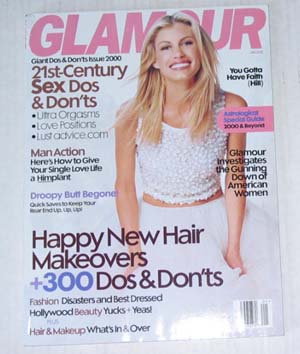 GLAMOUR
Giant Dos & Don'ts Issue 2000
21st-Century
Sex Dos
& Don'ts
• Ultra Orgasms
• Love Positions
• Lust advice.com
You Gotta
Have Faith
(Hill)
Astrological
Special Guide
2000 & Beyond
Man Action
Here's How to Give
Your Single Love Life
a Himplant
Glamour
Investigates
the Gunning
Down of
American
Women
Droopy Butt Begone!
Quick Saves to Keep Your
Rear End Up, Up, Up!
Happy New Hair
Makeovers
+300 Dos & Don'ts
Fashion Disasters and Best Dressed
Hollywood Beauty Yucks + Yeas!
PLUS
Hair & Makeup What's In & Over